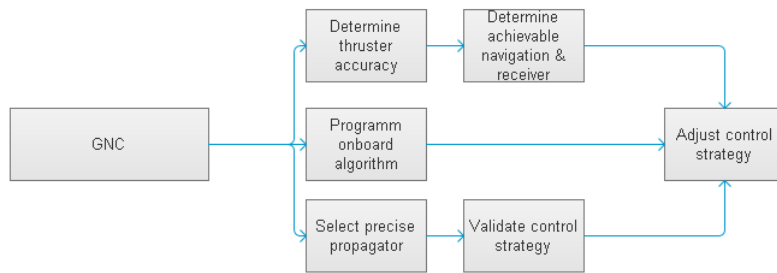 GNC
Determine
thruster
accuracy
Determine
achievable
navigation &
receiver
Programm
onboard
algorithm
Adjust control
strategy
Select precise
propagator
Validate control
strategy